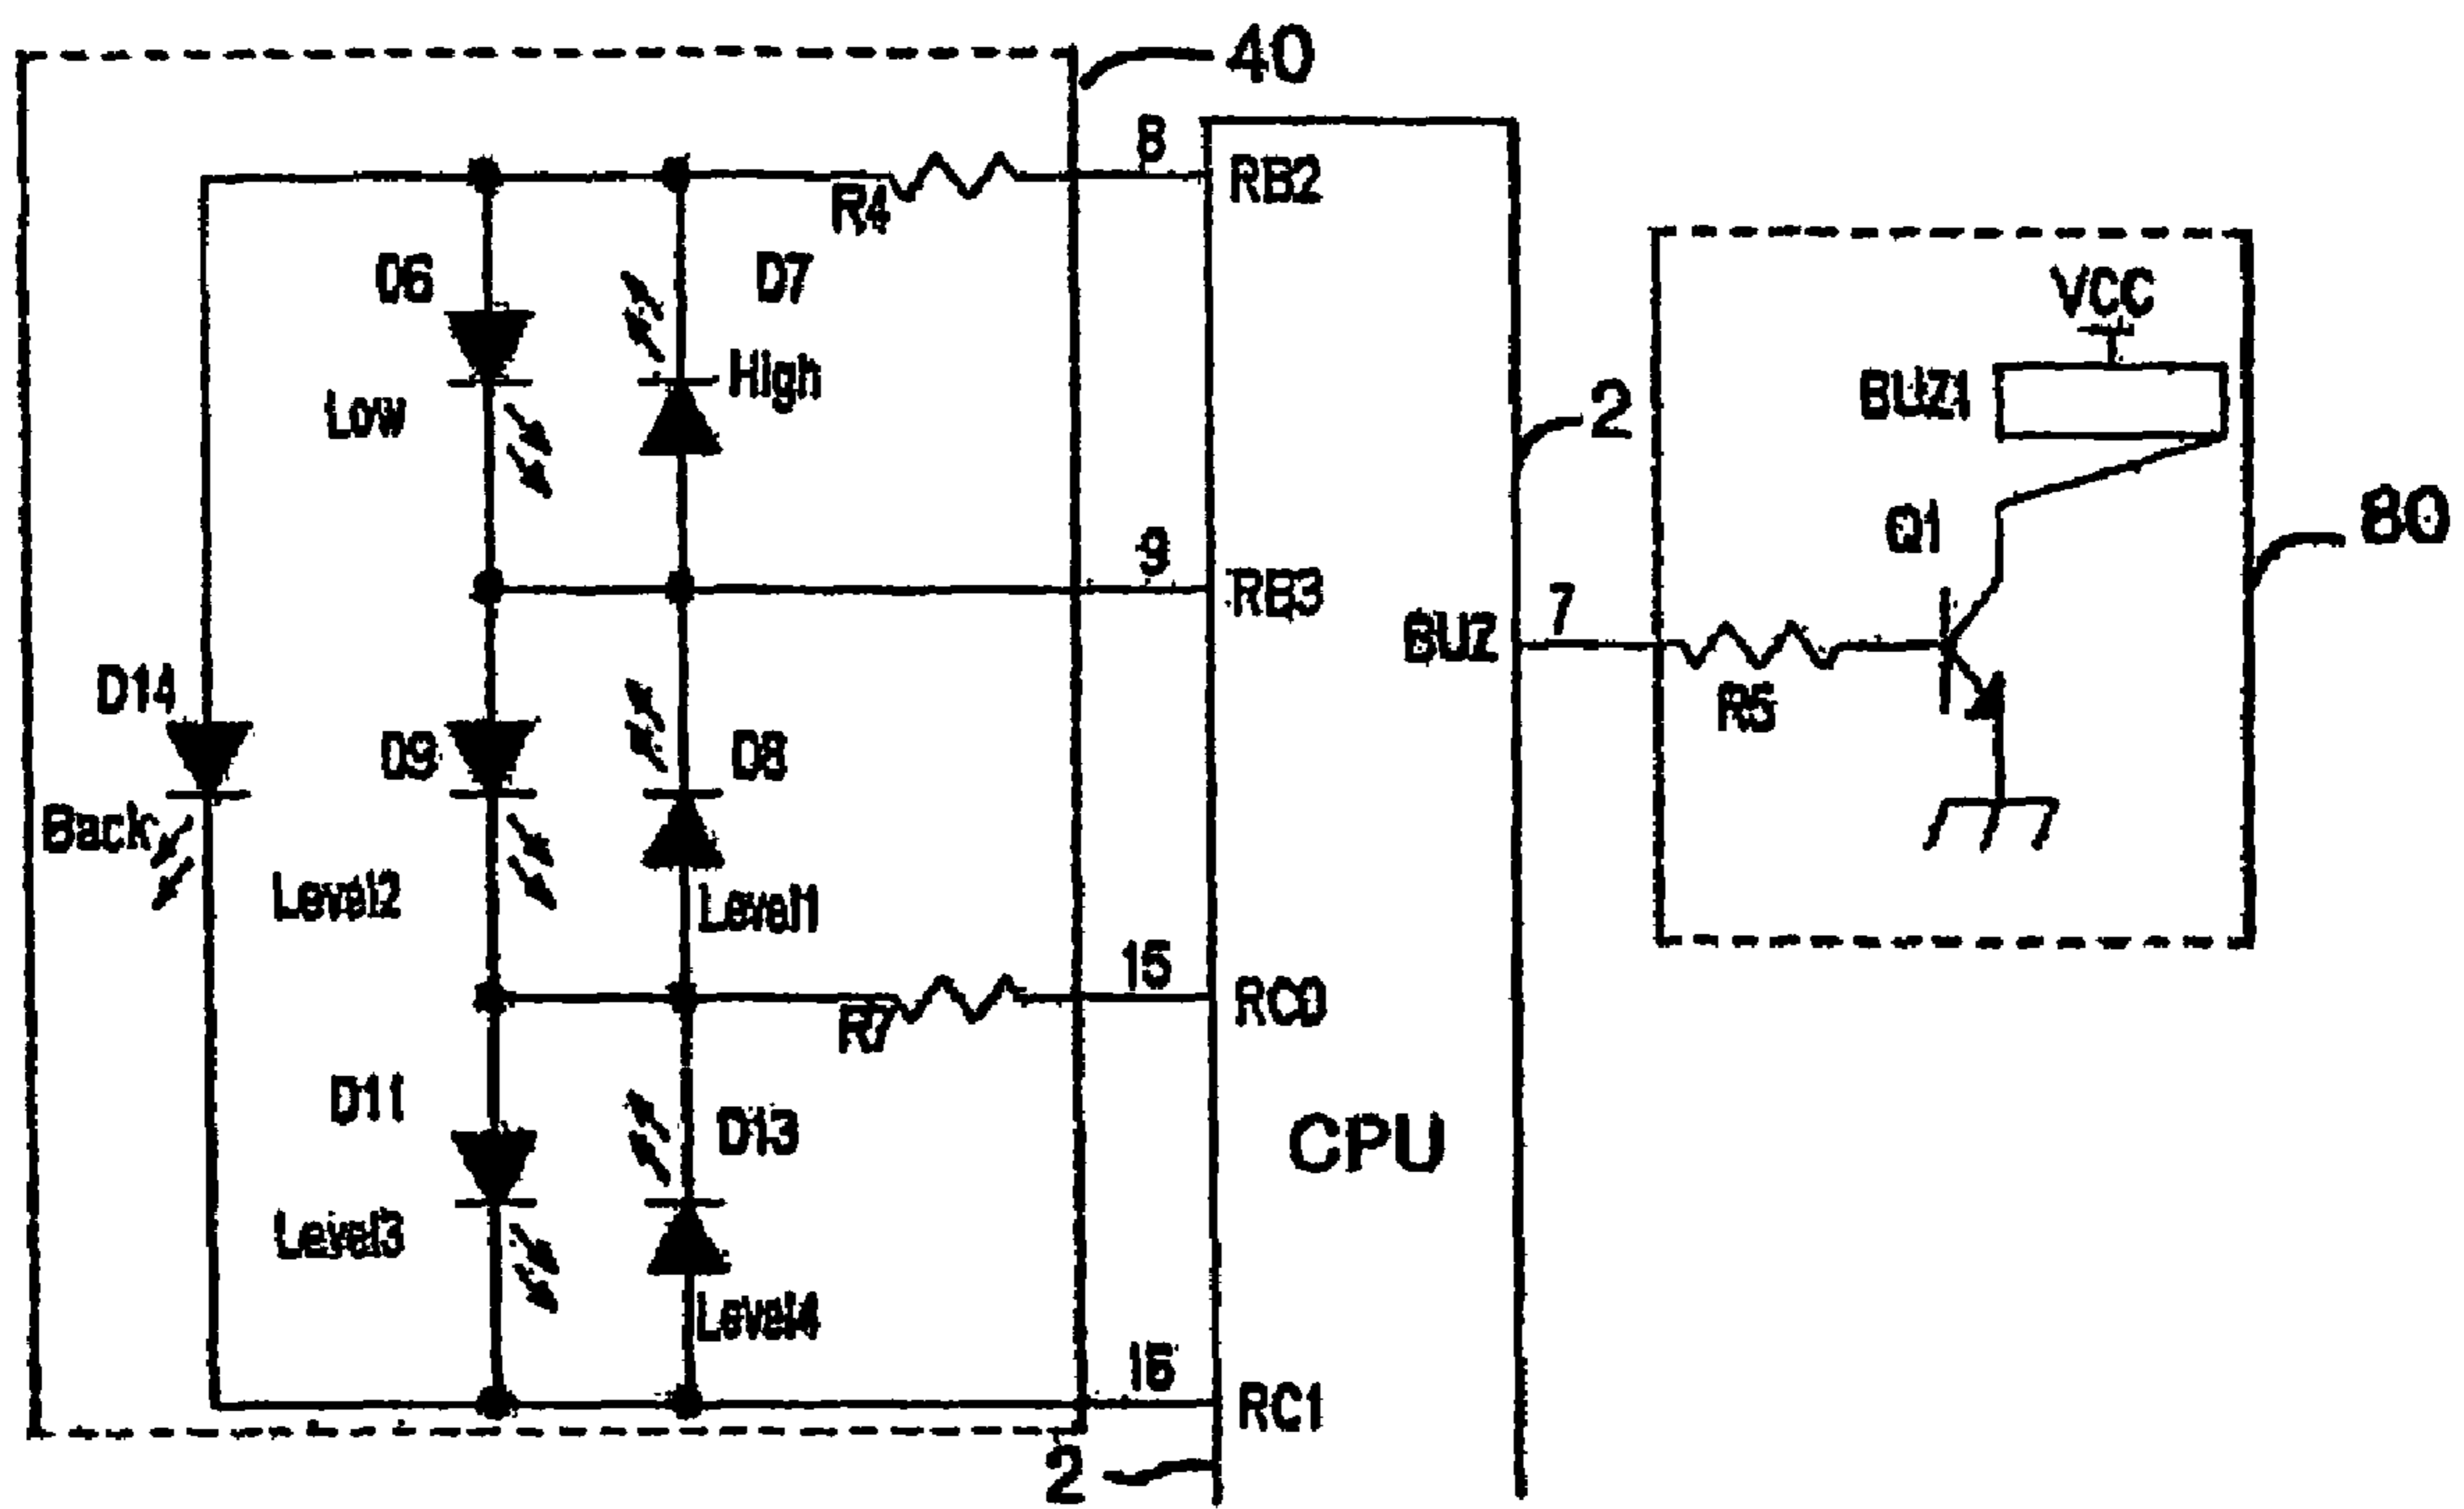 40
8
RB2
R4
D6
D7
High
Low
VCC
BUZ1
2
Q1
80
9
RB3
7
BUZ
R5
D14
D9
D8
Back
Level2
Level1
15
RC0
R7
D11
D13
CPU
Level3
Level4
16
RC1
2